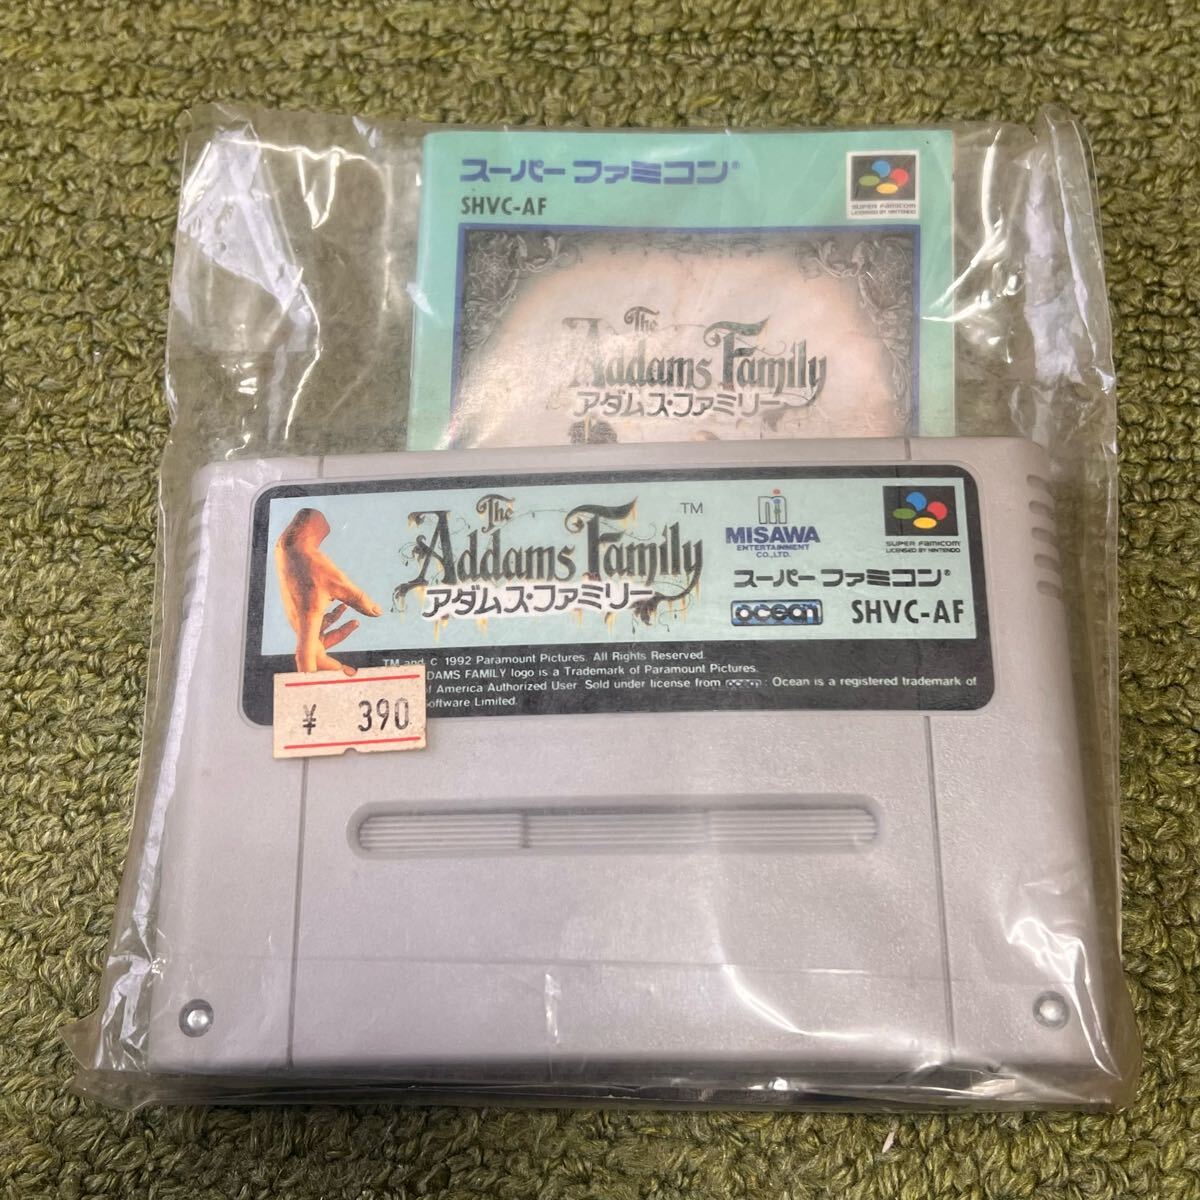 スーパーファミコン®
SHVC-AF
SUPER FAMICOM
LICENSED BY NINTENDO
The
Addams Family
アダムス・ファミリー
The
Addams Family
TM
アダムス・ファミリー
MISAWA
ENTERTAINMENT
CO.,LTD.
SUPER FAMICOM
LICENSED BY NINTENDO
スーパーファミコン®
ocean
SHVC-AF
TM and C 1992 Paramount Pictures. All Rights Reserved.
DAMS FAMILY logo is a Trademark of Paramount Pictures.
of America Authorized User Sold under license from ocean: Ocean is a registered trademark of
oftware Limited.
¥ 390